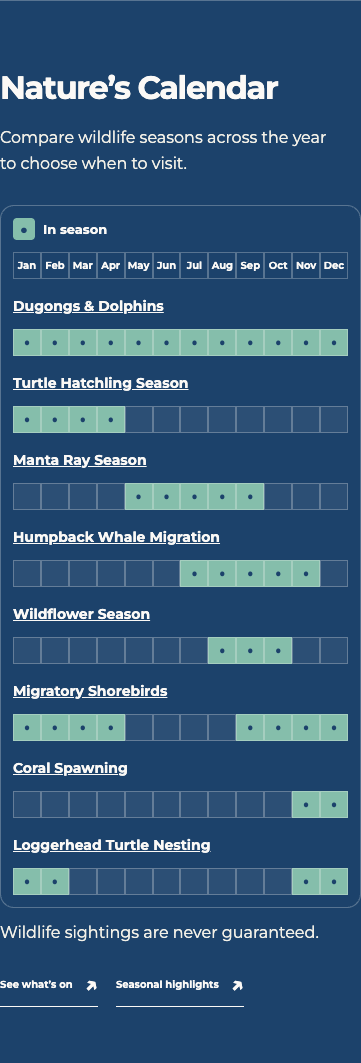 Nature’s Calendar
Compare wildlife seasons across the year
to choose when to visit.
In season
Jan Feb Mar Apr May Jun Jul Aug Sep Oct Nov Dec
Dugongs & Dolphins
Turtle Hatchling Season
Manta Ray Season
Humpback Whale Migration
Wildflower Season
Migratory Shorebirds
Coral Spawning
Loggerhead Turtle Nesting
Wildlife sightings are never guaranteed.
See what’s on Seasonal highlights